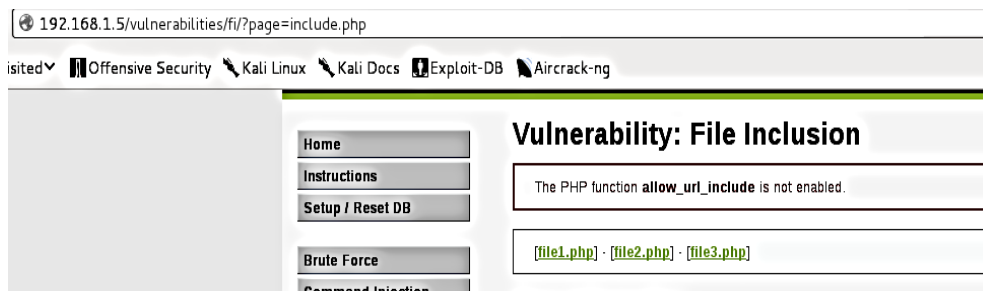 192.168.1.5/vulnerabilities/fi/?page=include.php
isited Offensive Security Kali Linux Kali Docs Exploit-DB Aircrack-ng
Vulnerability: File Inclusion
Home
Instructions
Setup / Reset DB
Brute Force
Command Injection
The PHP function allow_url_include is not enabled.
[file1.php] - [file2.php] - [file3.php]